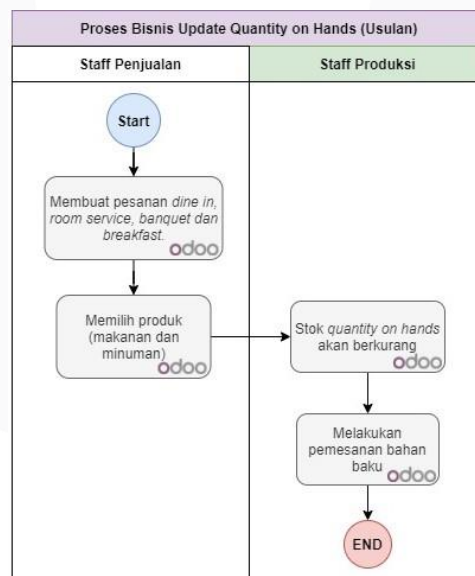 Proses Bisnis Update Quantity on Hands (Usulan)
Staff Penjualan
Staff Produksi
Start
Membuat pesanan dine in,
room service, banquet dan
breakfast.
odoo
Memilih produk
(makanan dan
minuman)
odoo
Stok quantity on hands
akan berkurang
odoo
Melakukan
pemesanan bahan
baku
odoo
END